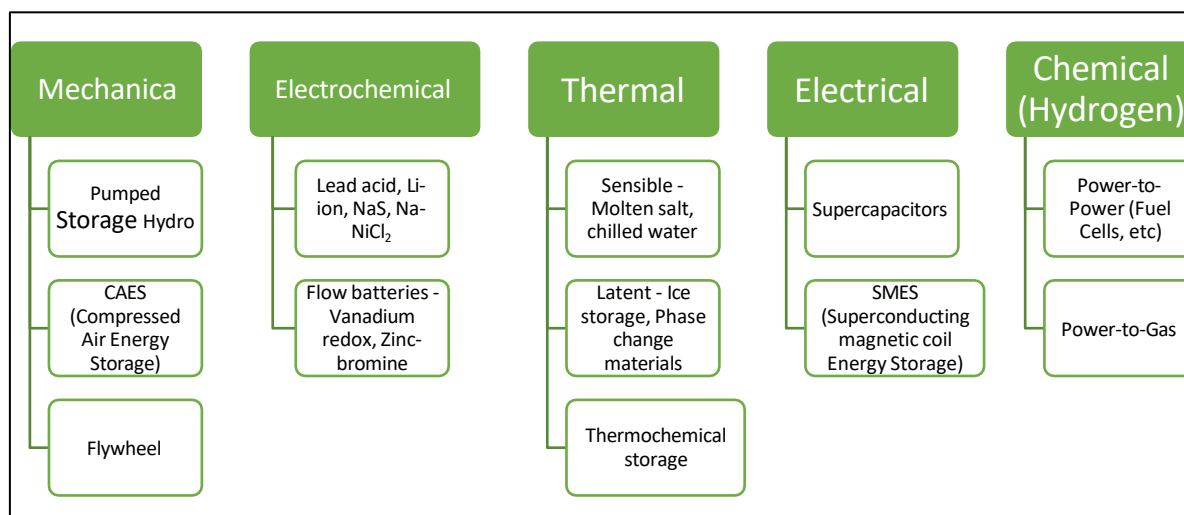 Mechanica
Pumped
Storage Hydro
CAES
(Compressed
Air Energy
Storage)
Flywheel
Electrochemical
Lead acid, Li-
ion, NaS, Na-
NiCl₂
Flow batteries -
Vanadium
redox, Zinc-
bromine
Thermal
Sensible -
Molten salt,
chilled water
Latent - Ice
storage, Phase
change
materials
Thermochemical
storage
Electrical
Supercapacitors
SMES
(Superconducting
magnetic coil
Energy Storage)
Chemical
(Hydrogen)
Power-to-
Power (Fuel
Cells, etc)
Power-to-Gas